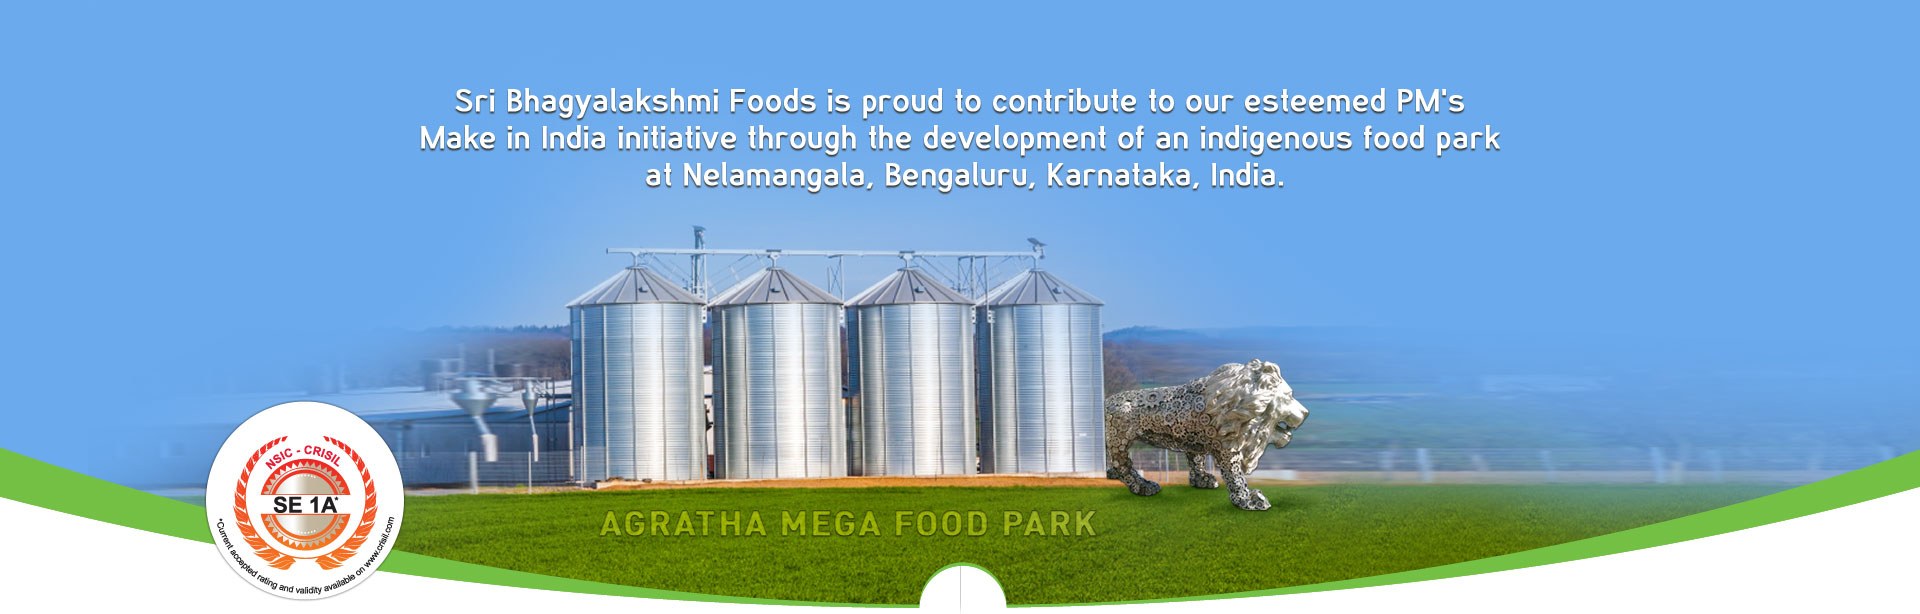 Sri Bhagyalakshmi Foods is proud to contribute to our esteemed PM's
Make in India initiative through the development of an indigenous food park
at Nelamangala, Bengaluru, Karnataka, India.
NSIC - CRISIL
SE 1A*
*Current accepted rating and validity available on www.crisil.com
AGRATHA MEGA FOOD PARK